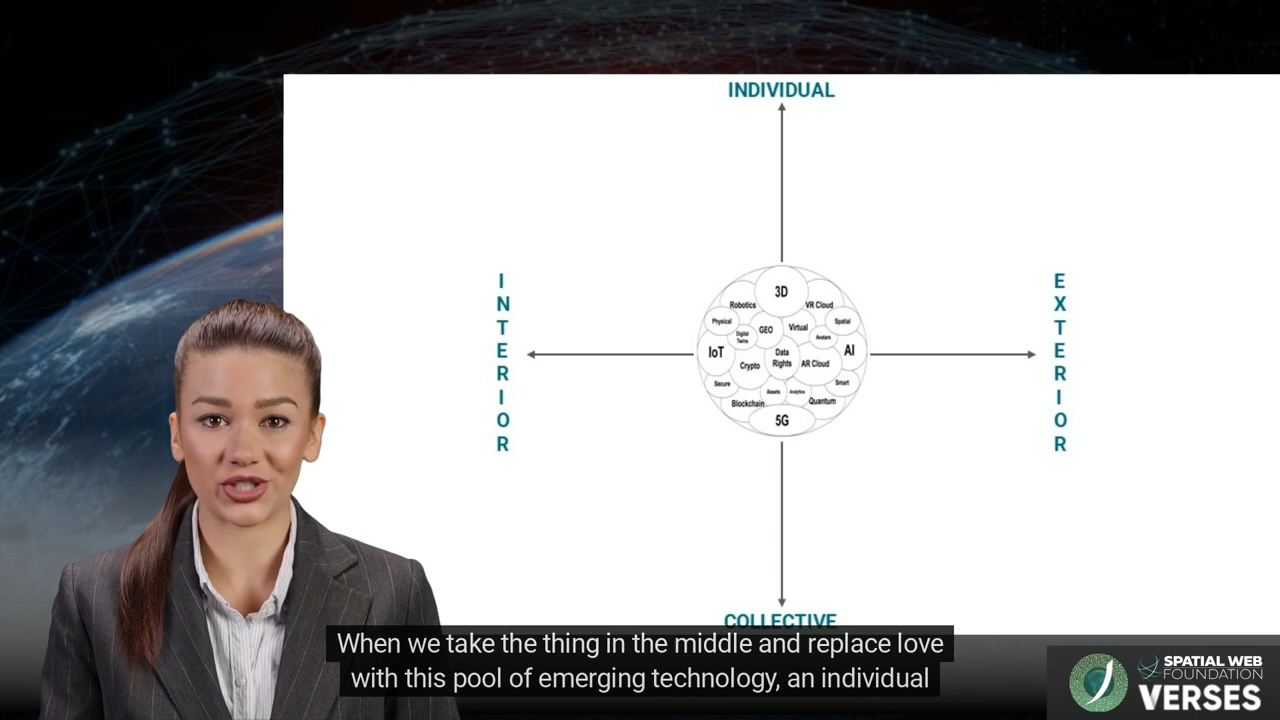 INDIVIDUAL
INTERIOR
EXTERIOR
3D
Robotics
VR Cloud
Physical
GEO
Virtual
Spatial
Digital
Twins
Avatars
IoT
Data
Rights
AI
Crypto
AR Cloud
Secure
Assets
Analytics
Smart
Blockchain
Quantum
5G
COLLECTIVE
When we take the thing in the middle and replace love
with this pool of emerging technology, an individual
SPATIAL WEB
FOUNDATION
VERSES